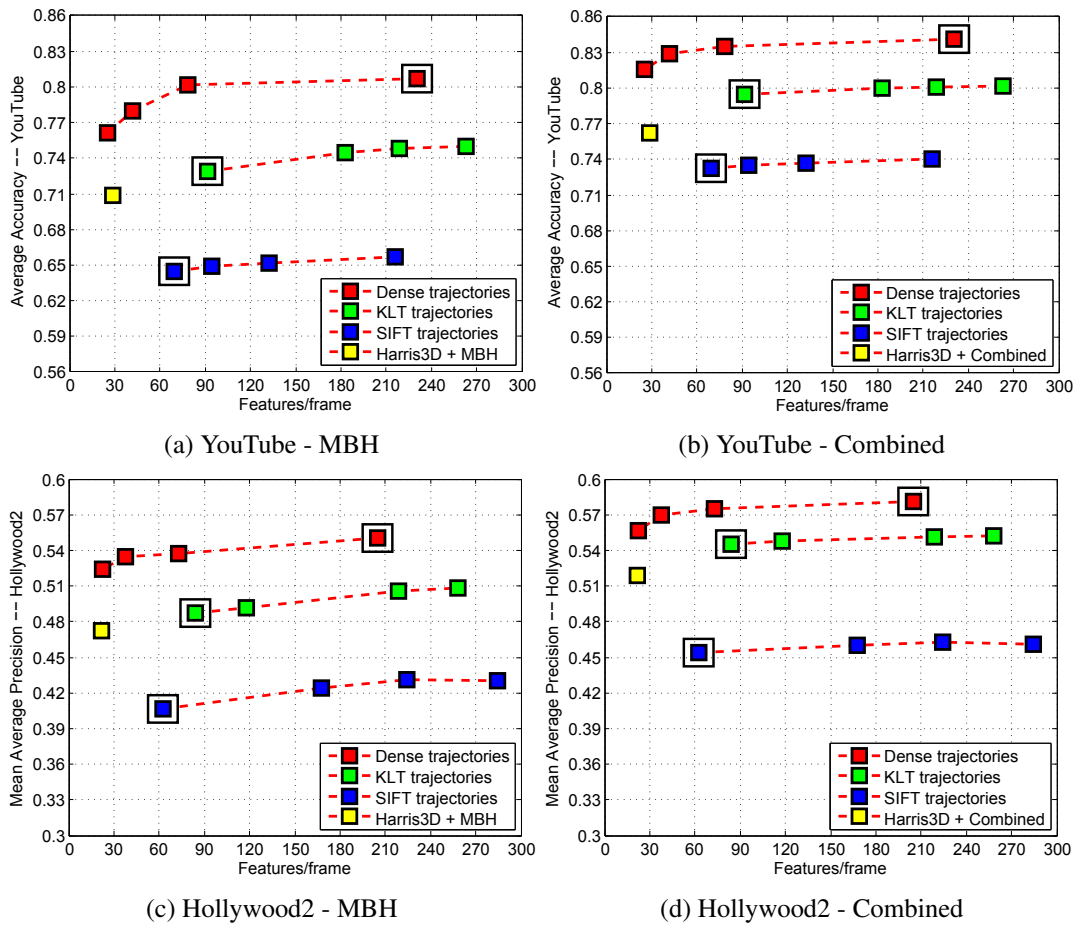 0.86
0.83
0.8
0.77
0.74
0.71
0.68
0.65
0.62
0.59
0.56
Average Accuracy −− YouTube
0 30 60 90 120 150 180 210 240 270 300
Features/frame
Dense trajectories
KLT trajectories
SIFT trajectories
Harris3D + MBH
(a) YouTube - MBH
0.86
0.83
0.8
0.77
0.74
0.71
0.68
0.65
0.62
0.59
0.56
Average Accuracy −− YouTube
0 30 60 90 120 150 180 210 240 270 300
Features/frame
Dense trajectories
KLT trajectories
SIFT trajectories
Harris3D + Combined
(b) YouTube - Combined
0.6
0.57
0.54
0.51
0.48
0.45
0.42
0.39
0.36
0.33
0.3
Mean Average Precision −− Hollywood2
0 30 60 90 120 150 180 210 240 270 300
Features/frame
Dense trajectories
KLT trajectories
SIFT trajectories
Harris3D + MBH
(c) Hollywood2 - MBH
0.6
0.57
0.54
0.51
0.48
0.45
0.42
0.39
0.36
0.33
0.3
Mean Average Precision −− Hollywood2
0 30 60 90 120 150 180 210 240 270 300
Features/frame
Dense trajectories
KLT trajectories
SIFT trajectories
Harris3D + Combined
(d) Hollywood2 - Combined